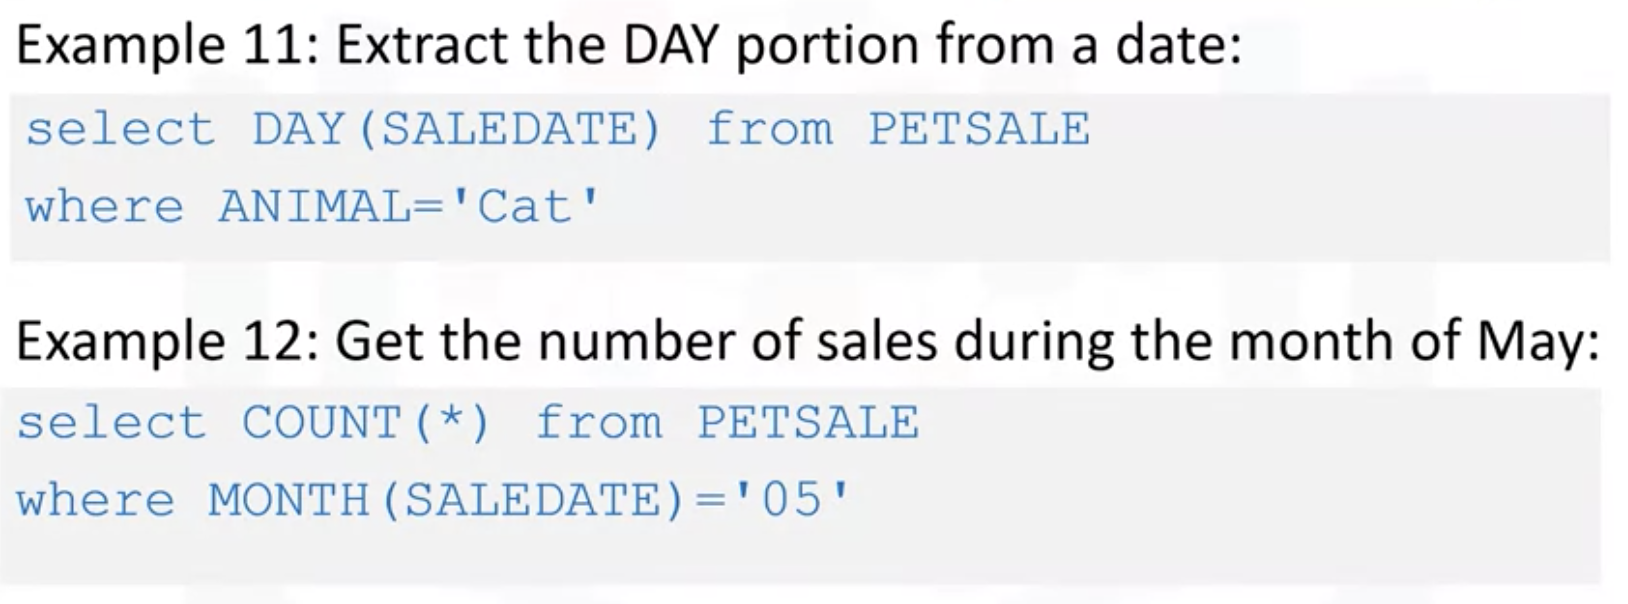 Example 11: Extract the DAY portion from a date:
select DAY(SALEDATE) from PETSALE
where ANIMAL='Cat'
Example 12: Get the number of sales during the month of May:
select COUNT(*) from PETSALE
where MONTH(SALEDATE)='05'